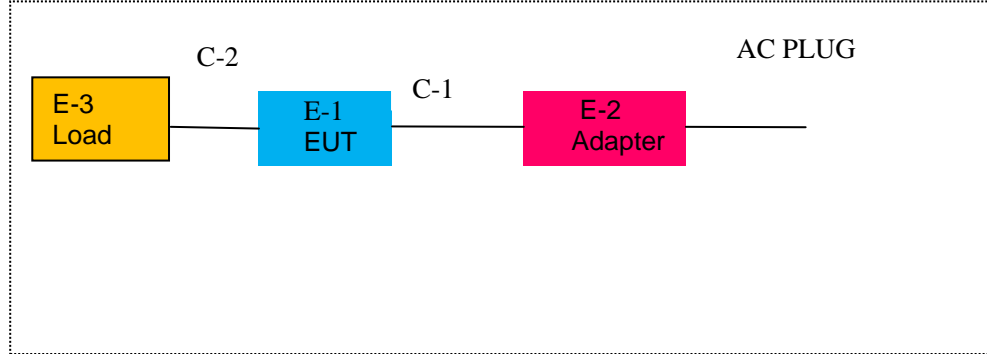 AC PLUG
C-2
C-1
E-3
Load
E-1
EUT
E-2
Adapter